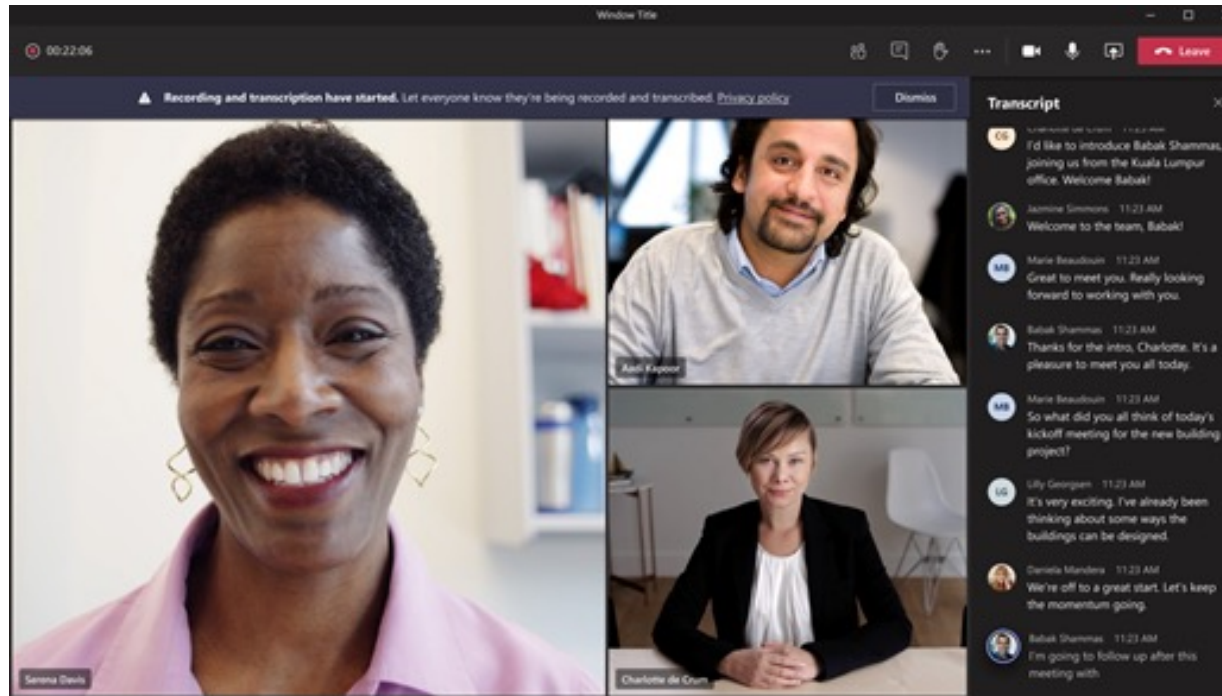 Window Title
00:22:06
Leave
Recording and transcription have started. Let everyone know they're being recorded and transcribed. Privacy policy
Dismiss
Serena Davis
Aadi Kapoor
Charlotte de Crum
Transcript
CG
Charlotte de Crum 11:23 AM
I'd like to introduce Babak Shammas,
joining us from the Kuala Lumpur
office. Welcome Babak!
Jazmine Simmons 11:23 AM
Welcome to the team, Babak!
MB
Marie Beaudouin 11:23 AM
Great to meet you. Really looking
forward to working with you.
Babak Shammas 11:23 AM
Thanks for the intro, Charlotte. It's a
pleasure to meet you all today.
MB
Marie Beaudouin 11:23 AM
So what did you all think of today's
kickoff meeting for the new building
project?
LG
Lilly Georgsen 11:23 AM
It's very exciting. I've already been
thinking about some ways the
buildings can be designed.
Daniela Mandera 11:23 AM
We're off to a great start. Let's keep
the momentum going.
Babak Shammas 11:23 AM
I'm going to follow up after this
meeting with